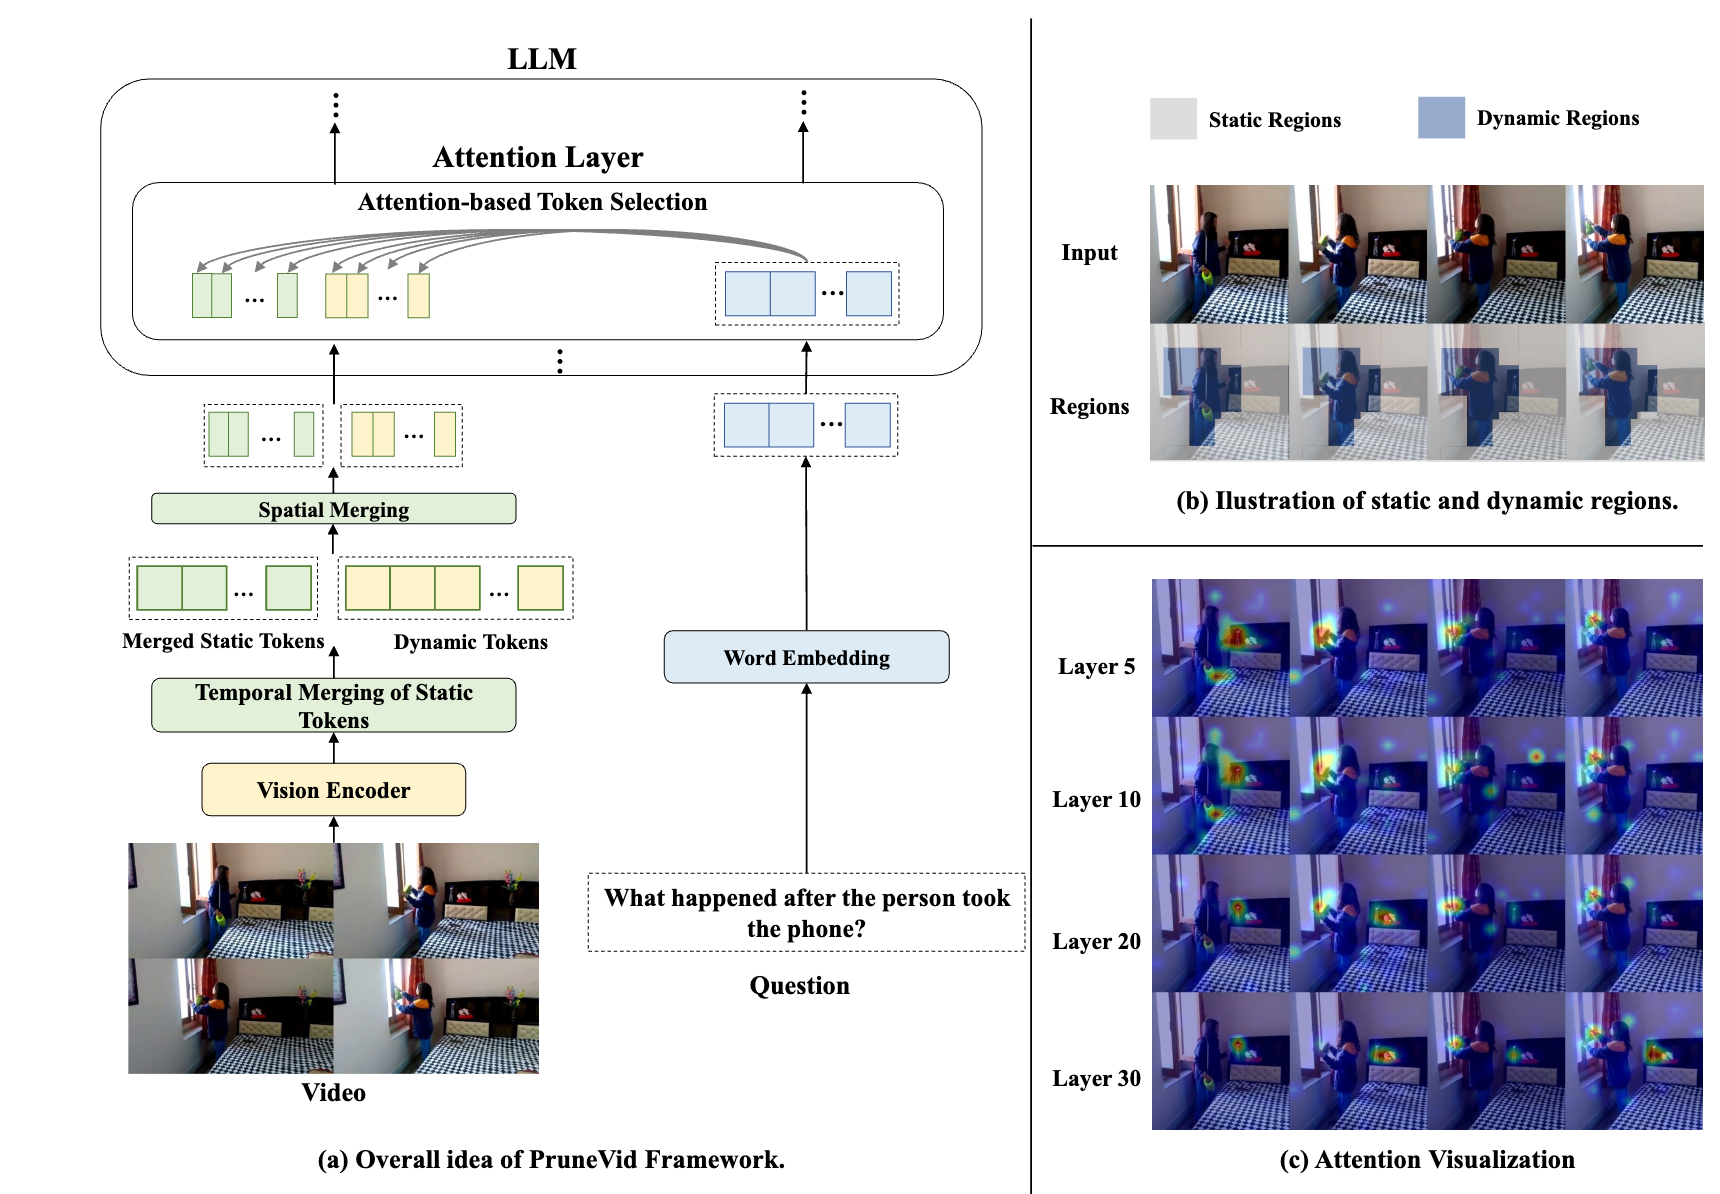 LLM
Attention Layer
Attention-based Token Selection
...
...
...
...
...
...
Spatial Merging
...
...
Merged Static Tokens
Dynamic Tokens
Temporal Merging of Static
Tokens
Vision Encoder
Word Embedding
What happened after the person took
the phone?
Question
Video
(a) Overall idea of PruneVid Framework.
Static Regions
Dynamic Regions
Input
Regions
(b) Ilustration of static and dynamic regions.
Layer 5
Layer 10
Layer 20
Layer 30
(c) Attention Visualization